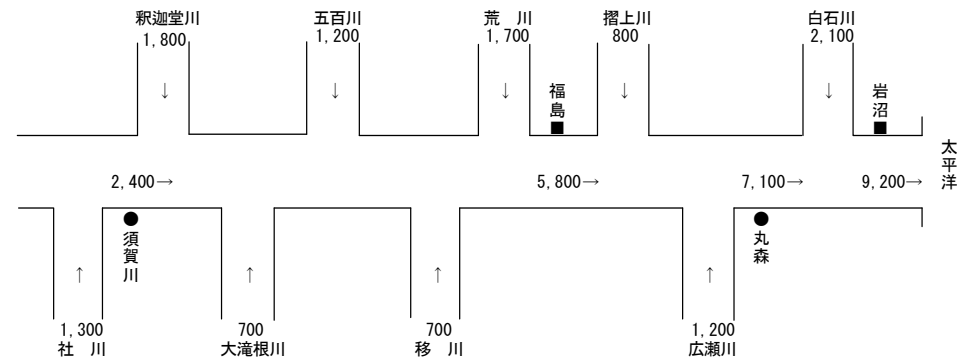 釈迦堂川
1,800
↓
五百川
1,200
↓
荒 川
1,700
↓
福島
■
摺上川
800
↓
白石川
2,100
↓
岩沼
■
2,400→
5,800→
7,100→
9,200→
太平洋
●
須賀川
●
丸森
↑
1,300
社 川
↑
700
大滝根川
↑
700
移 川
↑
1,200
広瀬川